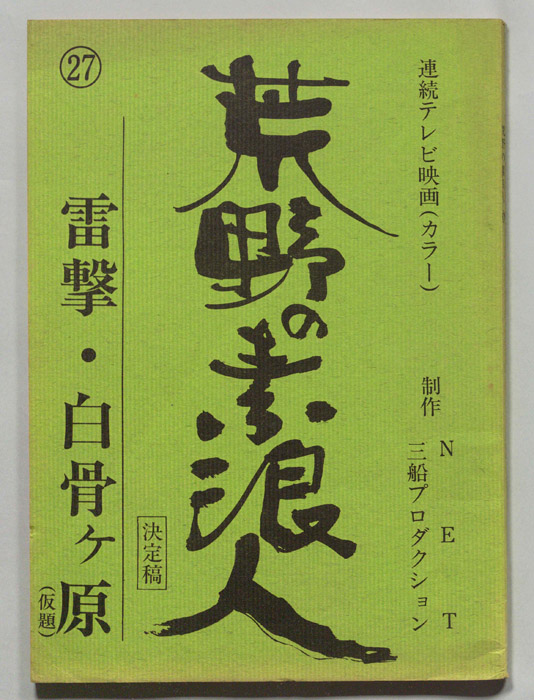 連続テレビ映画(カラー)
制作 NET
三船プロダクション
荒野の素浪人
決定稿
㉗
雷撃・白骨ケ原
(仮題)